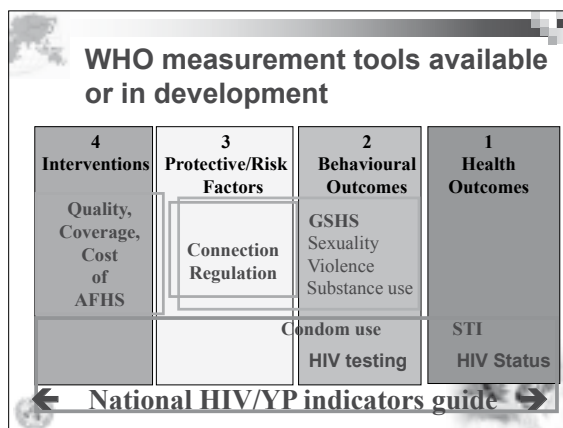 WHO measurement tools available
or in development
4
Interventions
3
Protective/Risk
Factors
2
Behavioural
Outcomes
1
Health
Outcomes
Quality,
Coverage,
Cost
of
AFHS
Connection
Regulation
GSHS
Sexuality
Violence
Substance use
Condom use
STI
HIV testing
HIV Status
National HIV/YP indicators guide